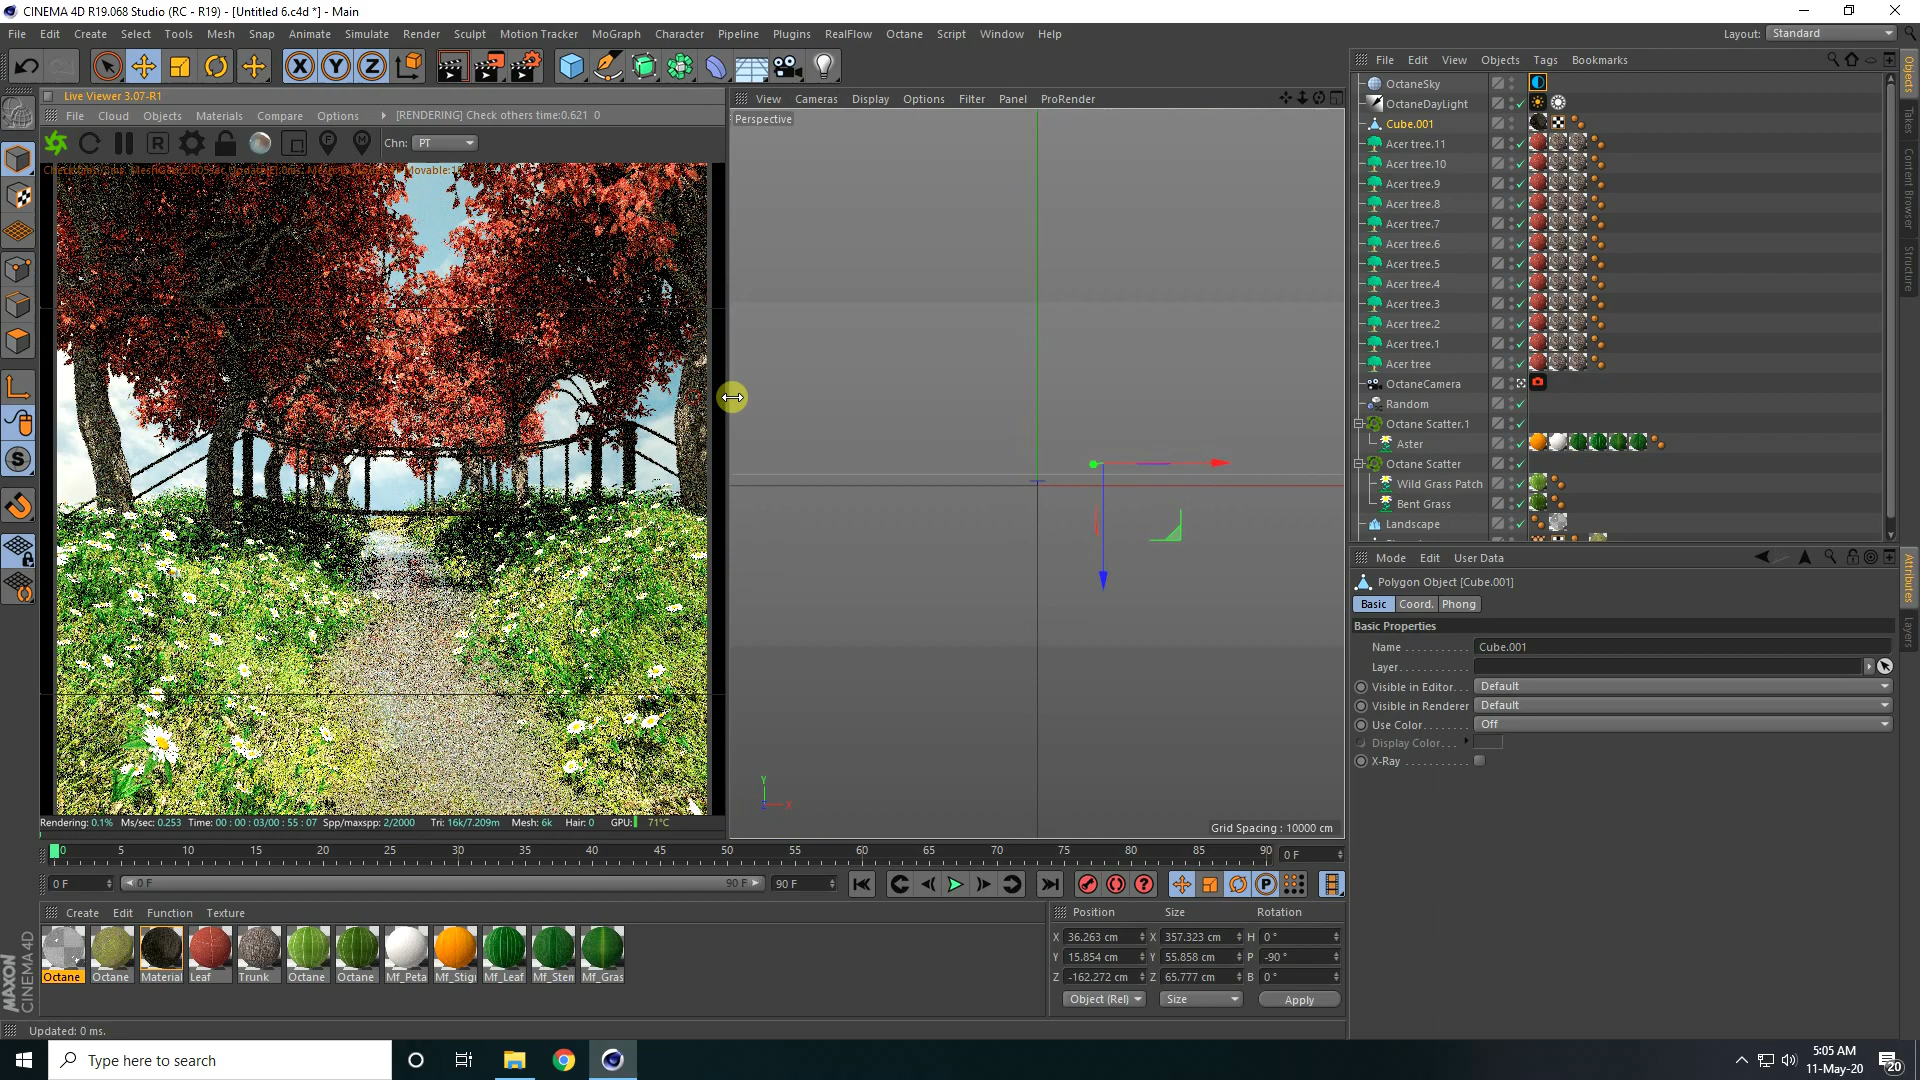 CINEMA 4D R19.068 Studio (RC - R19) - [Untitled 6.c4d *] - Main
File Edit Create Select Tools Mesh Snap Animate Simulate Render Sculpt Motion Tracker MoGraph Character Pipeline Plugins RealFlow Octane Script Window Help
Layout: Standard
Live Viewer 3.07-R1
File Cloud Objects Materials Compare Options [RENDERING] Check others time:0.621 0
Chn: PT
View Cameras Display Options Filter Panel ProRender
Perspective
Y
X
Grid Spacing : 10000 cm
Rendering: 0.1% Ms/sec: 0.253 Time: 00 : 00 : 03/00 : 55 : 07 Spp/maxspp: 2/2000 Tri: 16k/7.209m Mesh: 6k Hair: 0 GPU: 71°C
0 5 10 15 20 25 30 35 40 45 50 55 60 65 70 75 80 85 90 0 F
0 F 0 F 90 F 90 F
Create Edit Function Texture
Octane Octane Material Leaf Trunk Octane Octane Mf_Peta Mf_Stig Mf_Leaf Mf_Sten Mf_Gras
Position Size Rotation
X 36.263 cm X 357.323 cm H 0 °
Y 15.854 cm Y 55.858 cm P -90 °
Z -162.272 cm Z 65.777 cm B 0 °
Object (Rel) Size Apply
MAXON
CINEMA 4D
Updated: 0 ms.
File Edit View Objects Tags Bookmarks
OctaneSky
OctaneDayLight
Cube.001
Acer tree.11
Acer tree.10
Acer tree.9
Acer tree.8
Acer tree.7
Acer tree.6
Acer tree.5
Acer tree.4
Acer tree.3
Acer tree.2
Acer tree.1
Acer tree
OctaneCamera
Random
Octane Scatter.1
Aster
Octane Scatter
Wild Grass Patch
Bent Grass
Landscape
Objects
Takes
Content Browser
Structure
Mode Edit User Data
Polygon Object [Cube.001]
Basic Coord. Phong
Basic Properties
Name Cube.001
Layer
Visible in Editor Default
Visible in Renderer Default
Use Color Off
Display Color
X-Ray
Attributes
Layers
Type here to search
5:05 AM
11-May-20
20